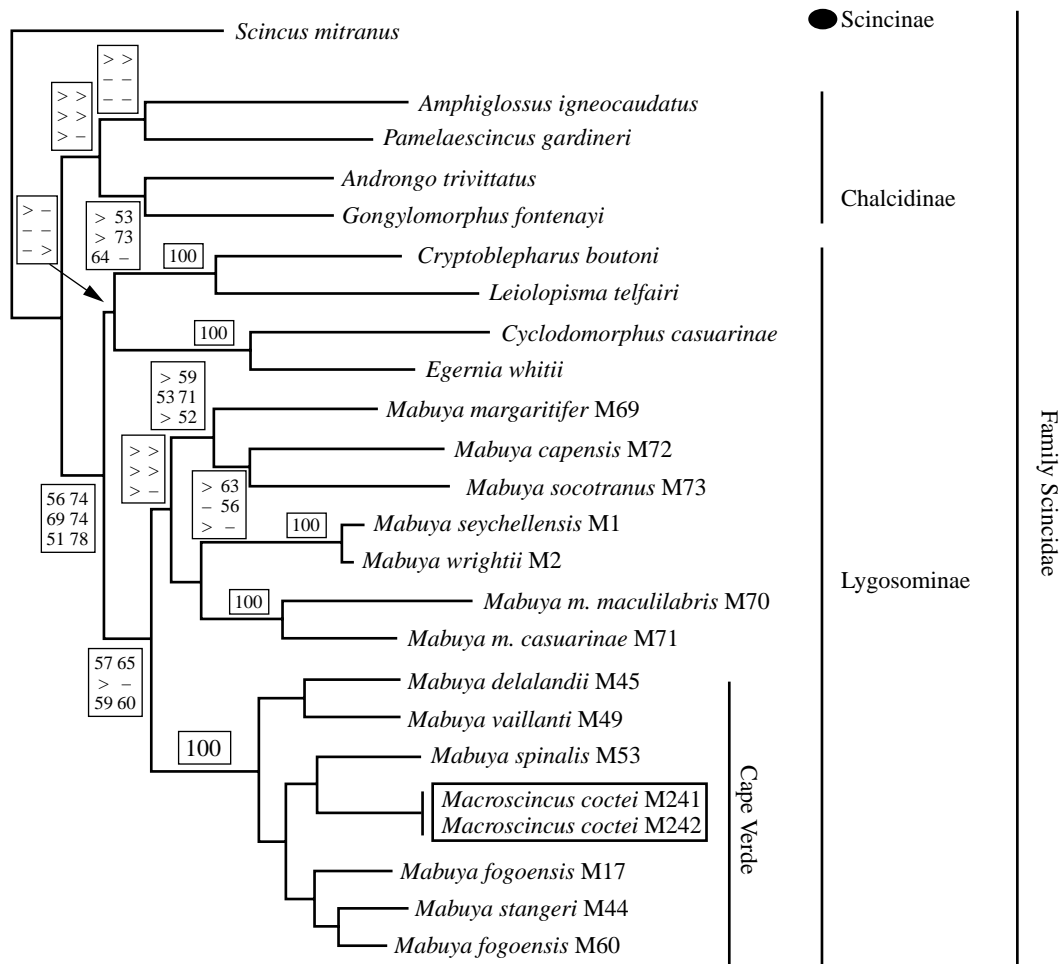 Scincus mitranus
Scincinae
> >
– –
– –
> >
> >
> –
Amphiglossus igneocaudatus
Pamelaescincus gardineri
Androngo trivittatus
Gongylomorphus fontenayi
Chalcidinae
> –
– –
– >
> 53
> 73
64 –
100
Cryptoblepharus boutoni
Leiolopisma telfairi
100
Cyclodomorphus casuarinae
Egernia whitii
> 59
53 71
> 52
Mabuya margaritifer M69
> >
> >
> –
Mabuya capensis M72
> 63
– 56
> –
Mabuya socotranus M73
56 74
69 74
51 78
100
Mabuya seychellensis M1
Mabuya wrightii M2
Lygosominae
Family Scincidae
100
Mabuya m. maculilabris M70
Mabuya m. casuarinae M71
57 65
> –
59 60
100
Mabuya delalandii M45
Mabuya vaillanti M49
Mabuya spinalis M53
Macroscincus coctei M241
Macroscincus coctei M242
Cape Verde
Mabuya fogoensis M17
Mabuya stangeri M44
Mabuya fogoensis M60